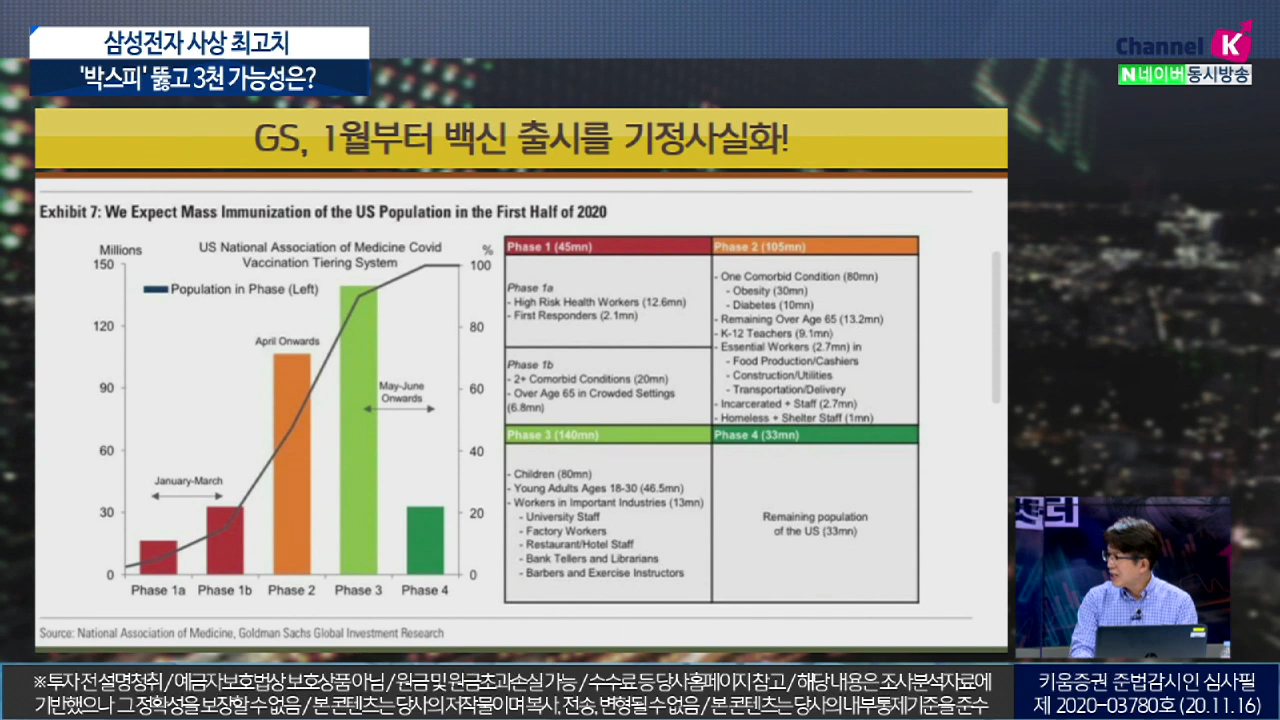 삼성전자 사상 최고치
'박스피' 뚫고 3천 가능성은?
Channel K
N 네이버 동시방송
GS, 1월부터 백신 출시를 기정사실화!
Exhibit 7: We Expect Mass Immunization of the US Population in the First Half of 2020
Millions
US National Association of Medicine Covid
Vaccination Tiering System
%
Population in Phase (Left)
150
120
90
60
30
0
100
80
60
40
20
0
January-March
April Onwards
May-June
Onwards
Phase 1a
Phase 1b
Phase 2
Phase 3
Phase 4
Phase 1 (45mn)
Phase 1a
- High Risk Health Workers (12.6mn)
- First Responders (2.1mn)
Phase 1b
- 2+ Comorbid Conditions (20mn)
- Over Age 65 in Crowded Settings
(6.8mn)
Phase 2 (105mn)
- One Comorbid Condition (80mn)
- Obesity (30mn)
- Diabetes (10mn)
- Remaining Over Age 65 (13.2mn)
- K-12 Teachers (9.1mn)
- Essential Workers (2.7mn) in
- Food Production/Cashiers
- Construction/Utilities
- Transportation/Delivery
- Incarcerated + Staff (2.7mn)
- Homeless + Shelter Staff (1mn)
Phase 3 (140mn)
- Children (80mn)
- Young Adults Ages 18-30 (46.5mn)
- Workers in Important Industries (13mn)
- University Staff
- Factory Workers
- Restaurant/Hotel Staff
- Bank Tellers and Librarians
- Barbers and Exercise Instructors
Phase 4 (33mn)
Remaining population
of the US (33mn)
Source: National Association of Medicine, Goldman Sachs Global Investment Research
※ 투자 전 설명청취 / 예금자보호법상 보호상품 아님 / 원금 및 원금초과손실 가능 / 수수료 등 당사홈페이지 참고 / 해당 내용은 조사분석자료에
기반했으나 그 정확성을 보장할 수 없음 / 본 콘텐츠는 당사의 저작물이며 복사, 전송, 변형될 수 없음 / 본 콘텐츠는 당사의 내부통제기준을 준수
키움증권 준법감시인 심사필
제 2020-03780호 (20.11.16)